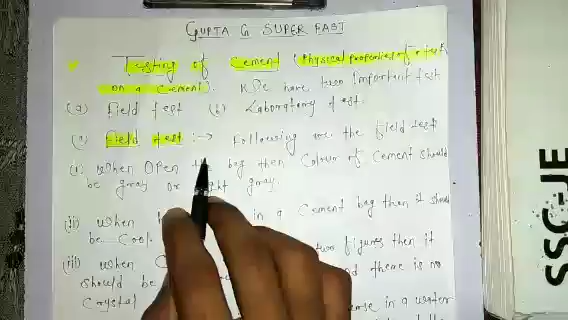 GUPTA G SUPER FAST
Testing of Cement (Physical properties of & test
on a Cement). We have two important test
(a) Field test (b) Laboratory test.
(a) Field test :→ Following are the field test
(i) When Open the bag then Colour of Cement should
be gray or light gray.
(ii) When in a Cement bag then it should
be Cool.
(iii) When two figures then it
should be and there is no
Crystal in a water
SSC-JE